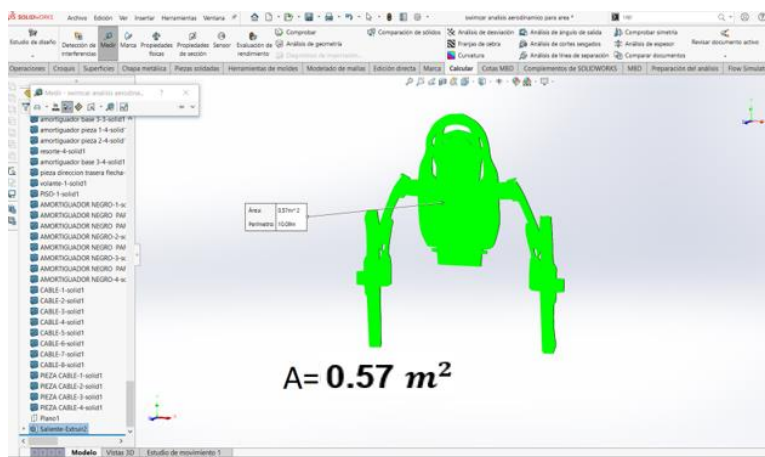 SOLIDWORKS Archivo Edición Ver Insertar Herramientas Ventana
swimcar analisis aerodinamico para area *
Estudio de diseño
Detección de interferencias
Medir
Marca
Propiedades físicas
Propiedades de sección
Sensor
Evaluación de rendimiento
Comprobar
Análisis de geometría
Comparación de sólidos
Análisis de desviación
Franjas de cebra
Curvatura
Análisis de ángulo de salida
Análisis de cortes sesgados
Análisis de línea de separación
Comprobar simetría
Análisis de espesor
Comparar documentos
Revisar documento activo
Operaciones Croquis Superficies Chapa metálica Piezas soldadas Herramientas de moldes Modelado de mallas Edición directa Marca Calcular Cotas MBD Complementos de SOLIDWORKS MBD Preparación del análisis Flow Simulat
Medir - swimcar analisis aerodina...
amortiguador base 3-3-solid1
amortiguador pieza 1-4-solid
amortiguador pieza 2-4-solid
resorte-4-solid1
amortiguador base 3-4-solid1
pieza direccion trasera flecha-
volante-1-solid1
PISO-1-solid1
AMORTIGUADOR NEGRO-1-sc
AMORTIGUADOR NEGRO PAR
AMORTIGUADOR NEGRO PAR
AMORTIGUADOR NEGRO-2-sc
AMORTIGUADOR NEGRO PAR
AMORTIGUADOR NEGRO-3-sc
AMORTIGUADOR NEGRO PAR
AMORTIGUADOR NEGRO-4-sc
CABLE-1-solid1
CABLE-2-solid1
CABLE-3-solid1
CABLE-4-solid1
CABLE-5-solid1
CABLE-6-solid1
CABLE-7-solid1
CABLE-8-solid1
PIEZA CABLE-1-solid1
PIEZA CABLE-2-solid1
PIEZA CABLE-3-solid1
PIEZA CABLE-4-solid1
Plano1
Saliente-Extruir2
Área: 0.57m^2
Perímetro: 10.08m
A= 0.57 m²
Modelo Vistas 3D Estudio de movimiento 1